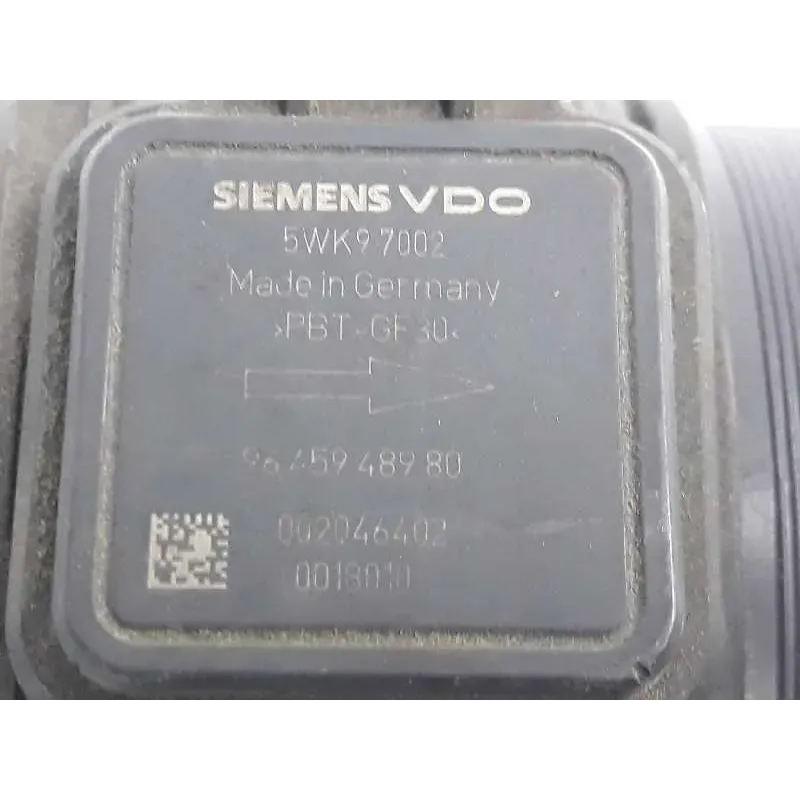 SIEMENS VDO
5WK9 7002
Made in Germany
>PBT-GF30<
96 459 489 80
002046402
0018010